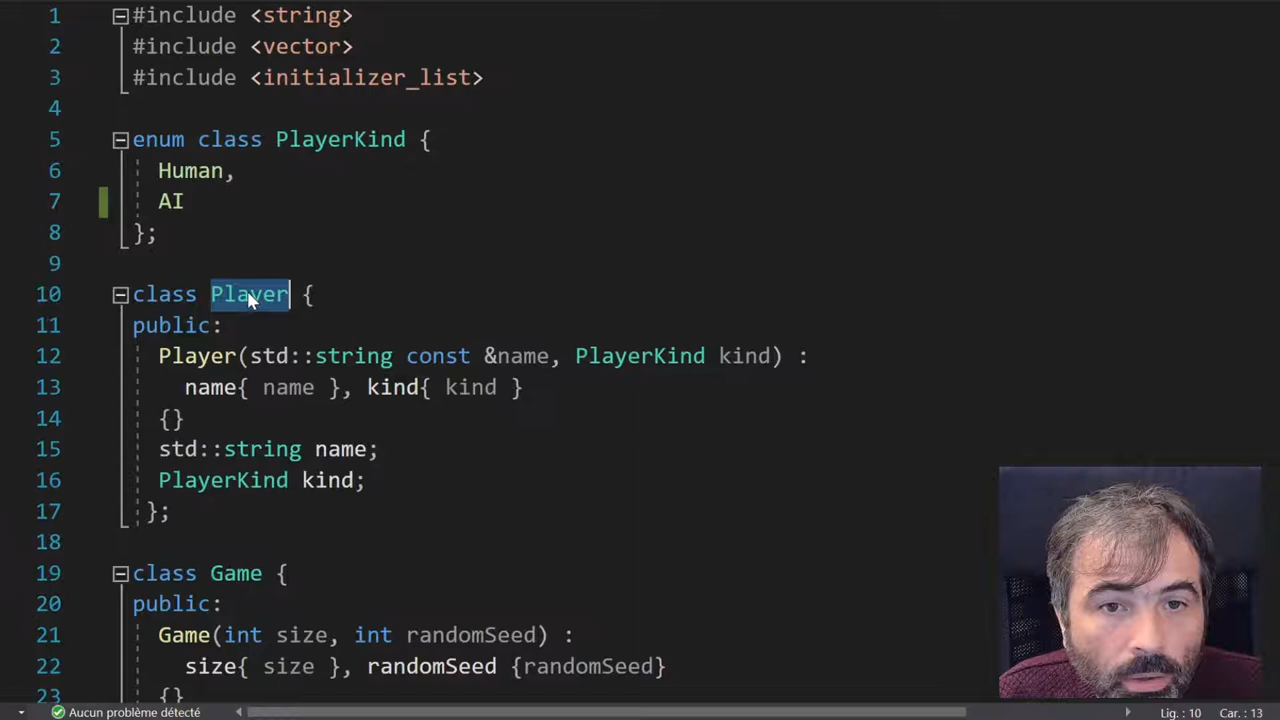 1 #include <string>
2 #include <vector>
3 #include <initializer_list>
4
5 enum class PlayerKind {
6 Human,
7 AI
8 };
9
10 class Player {
11 public:
12 Player(std::string const &name, PlayerKind kind) :
13 name{ name }, kind{ kind }
14 {}
15 std::string name;
16 PlayerKind kind;
17 };
18
19 class Game {
20 public:
21 Game(int size, int randomSeed) :
22 size{ size }, randomSeed {randomSeed}
23 {}
Aucun problème détecté Lig. : 10 Car. : 13